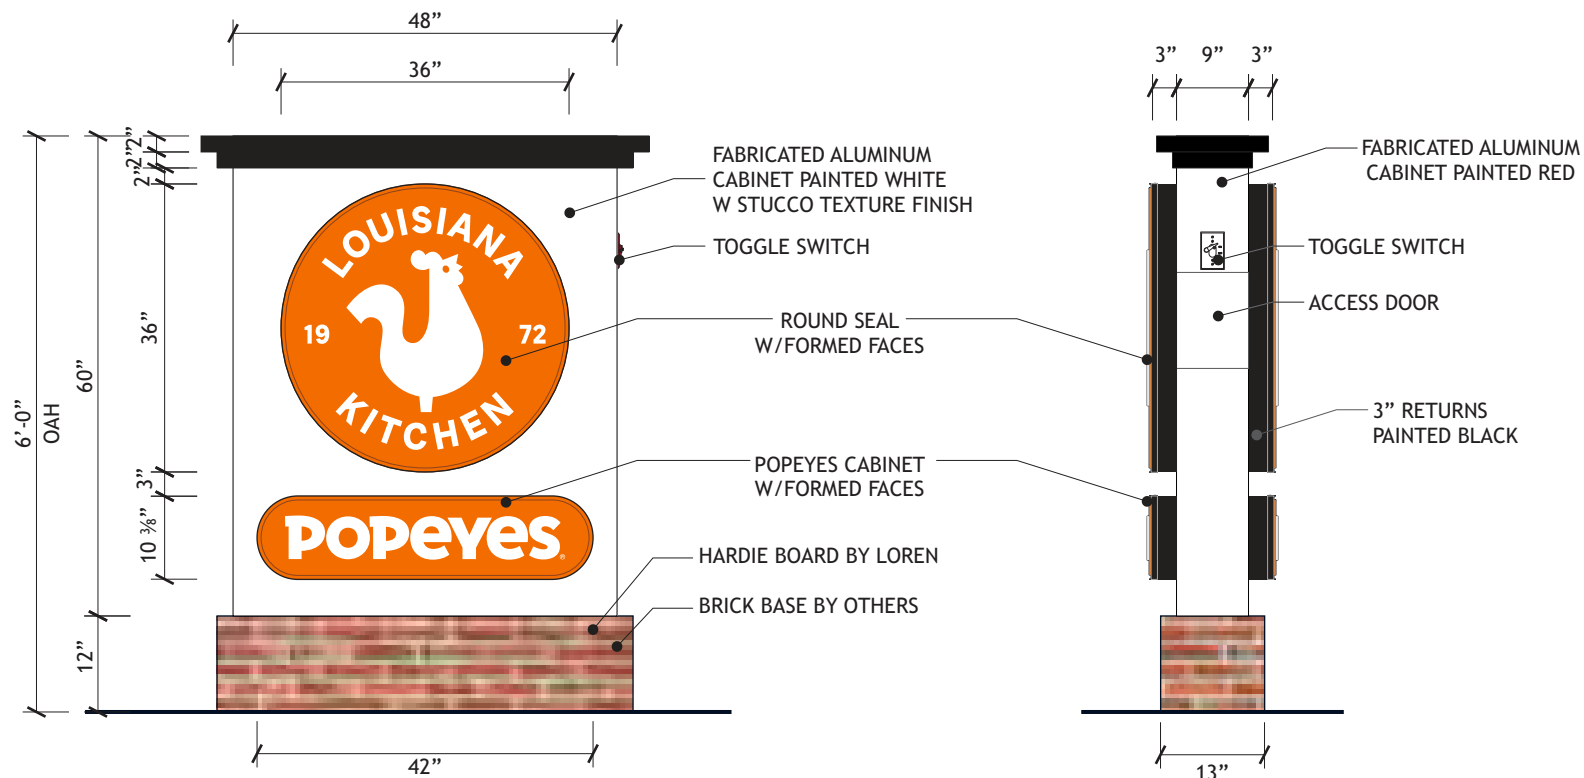 48”
36”
3” 9” 3”
2”
2”
2”
36”
3”
10 ⅜”
60”
12”
6’-0”
OAH
FABRICATED ALUMINUM
CABINET PAINTED WHITE
W STUCCO TEXTURE FINISH
TOGGLE SWITCH
ROUND SEAL
W/FORMED FACES
POPEYES CABINET
W/FORMED FACES
HARDIE BOARD BY LOREN
BRICK BASE BY OTHERS
LOUISIANA
19 72
KITCHEN
POPEYES®
42”
FABRICATED ALUMINUM
CABINET PAINTED RED
TOGGLE SWITCH
ACCESS DOOR
3” RETURNS
PAINTED BLACK
13”